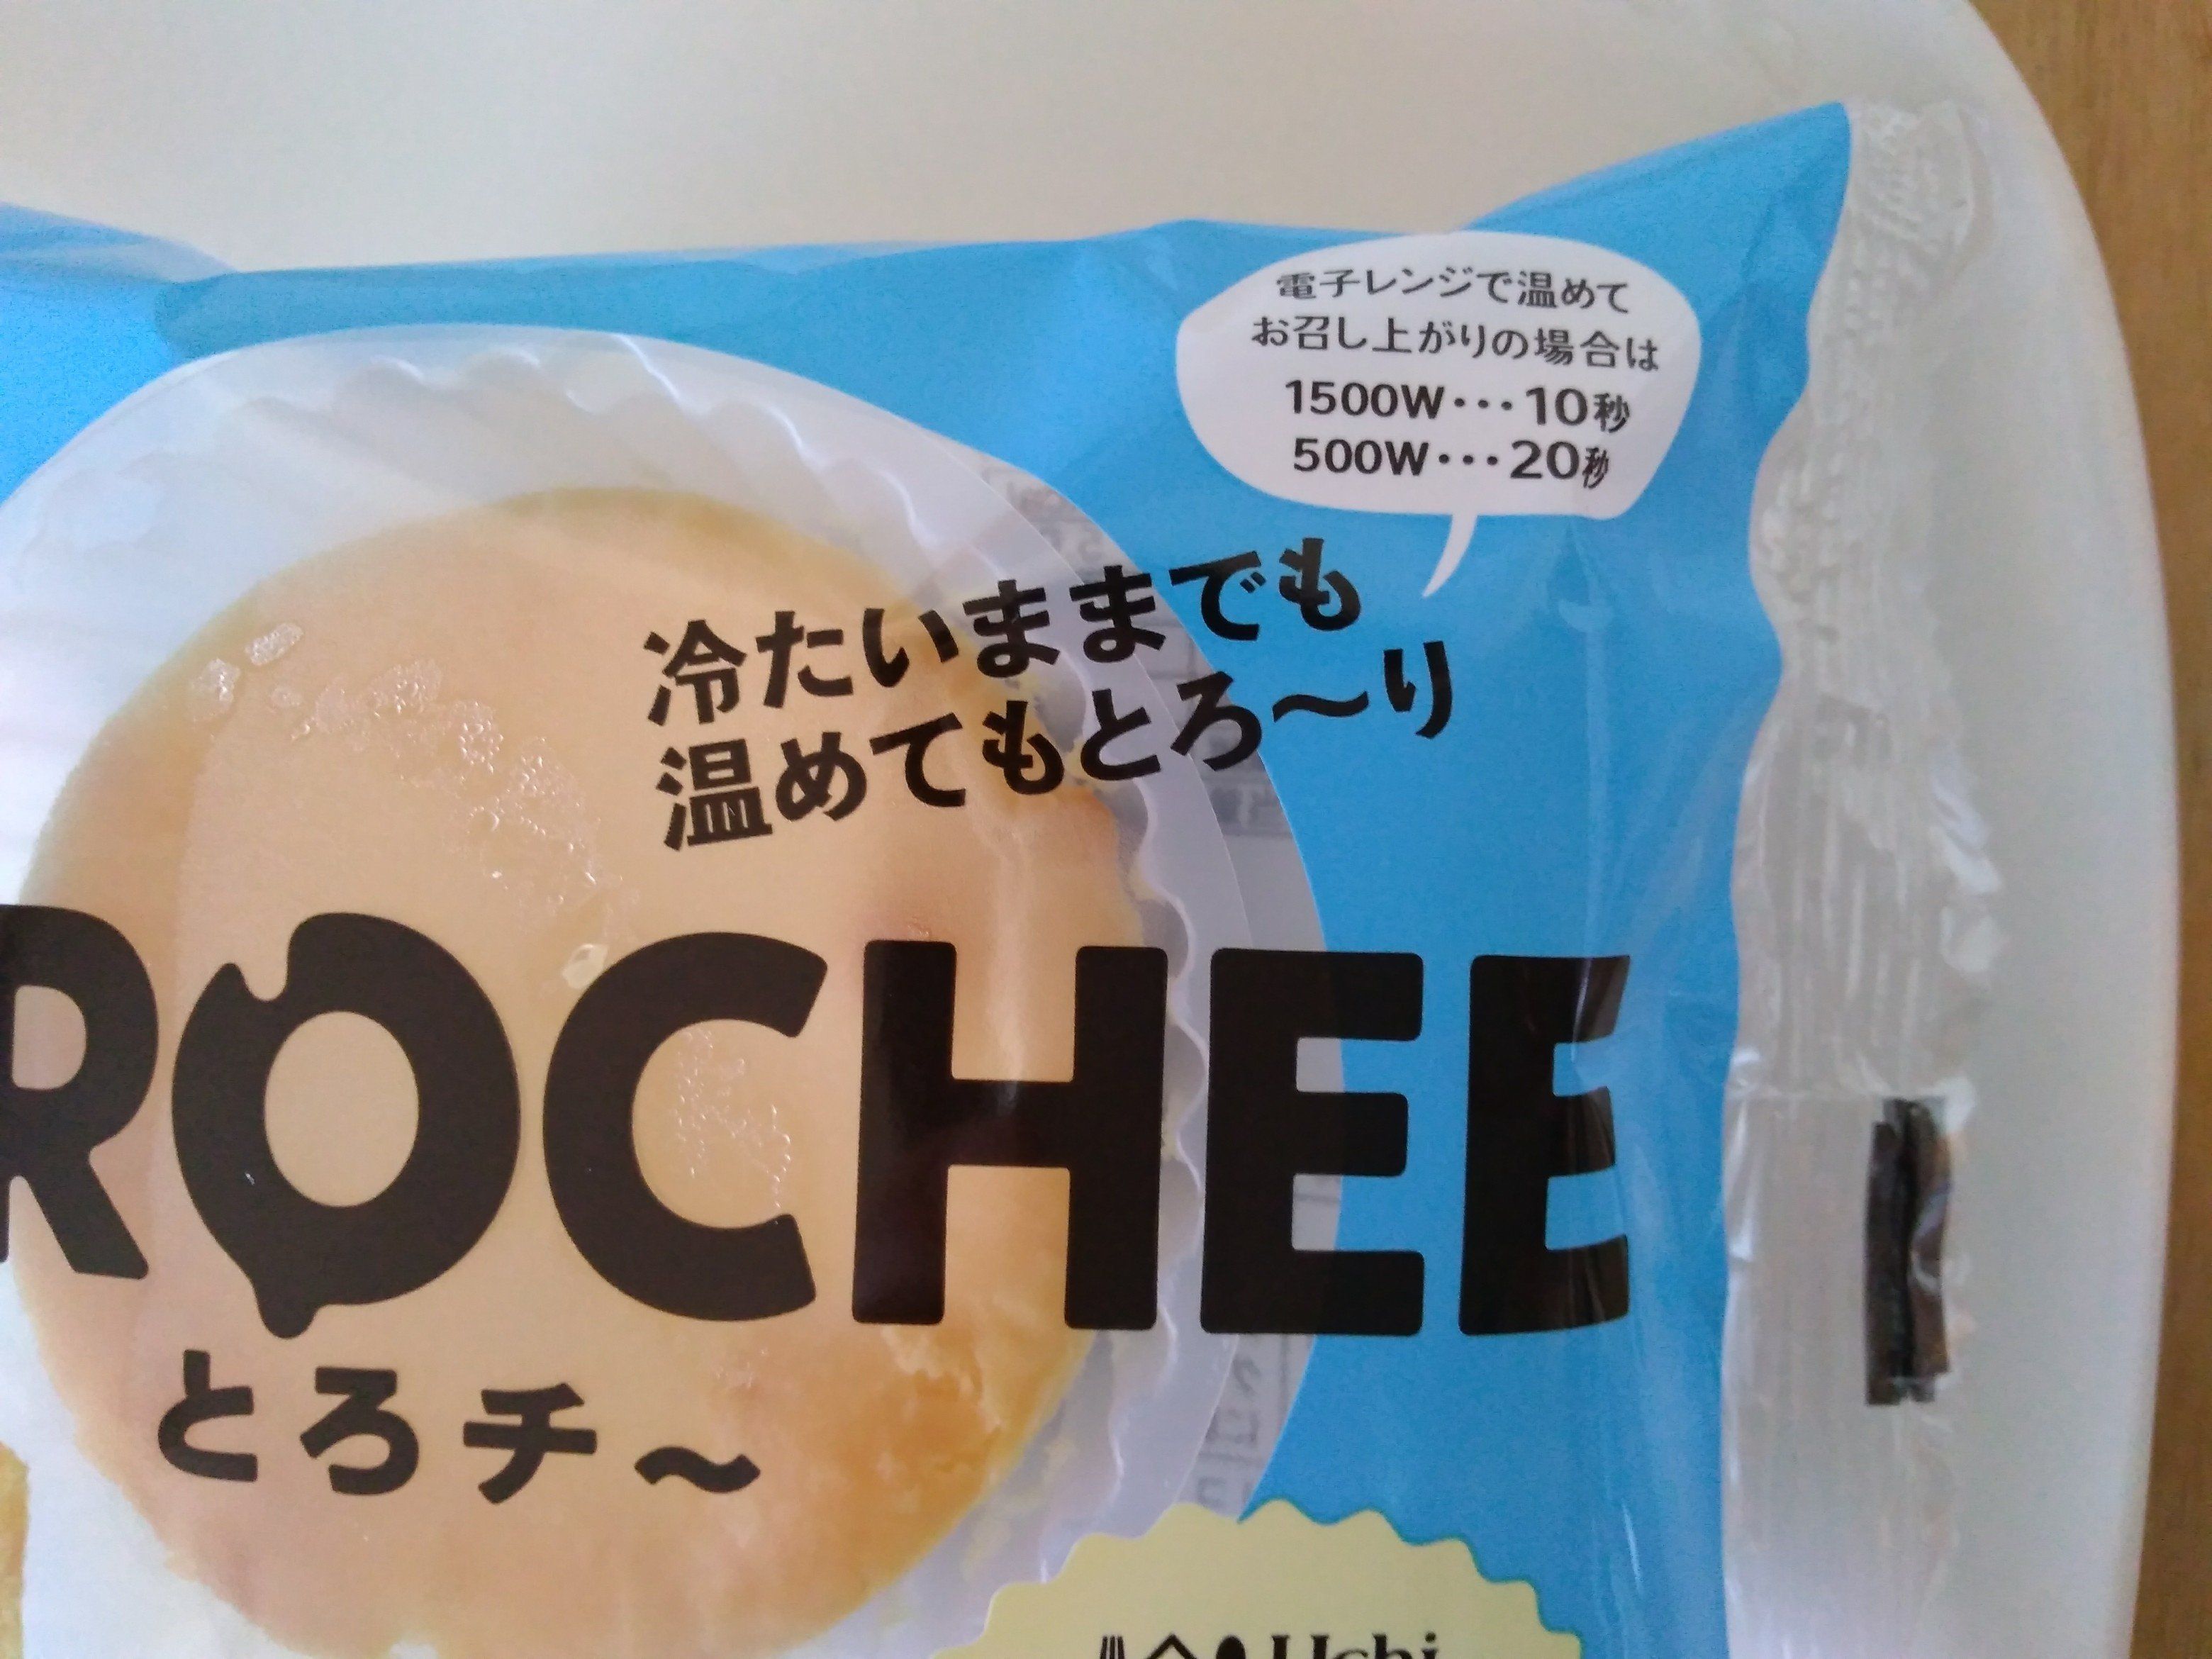 電子レンジで温めて
お召し上がりの場合は
1500W･･･10秒
500W･･･20秒
冷たいままでも
温めてもとろ〜り
ROCHEE
とろチ〜
Uchi